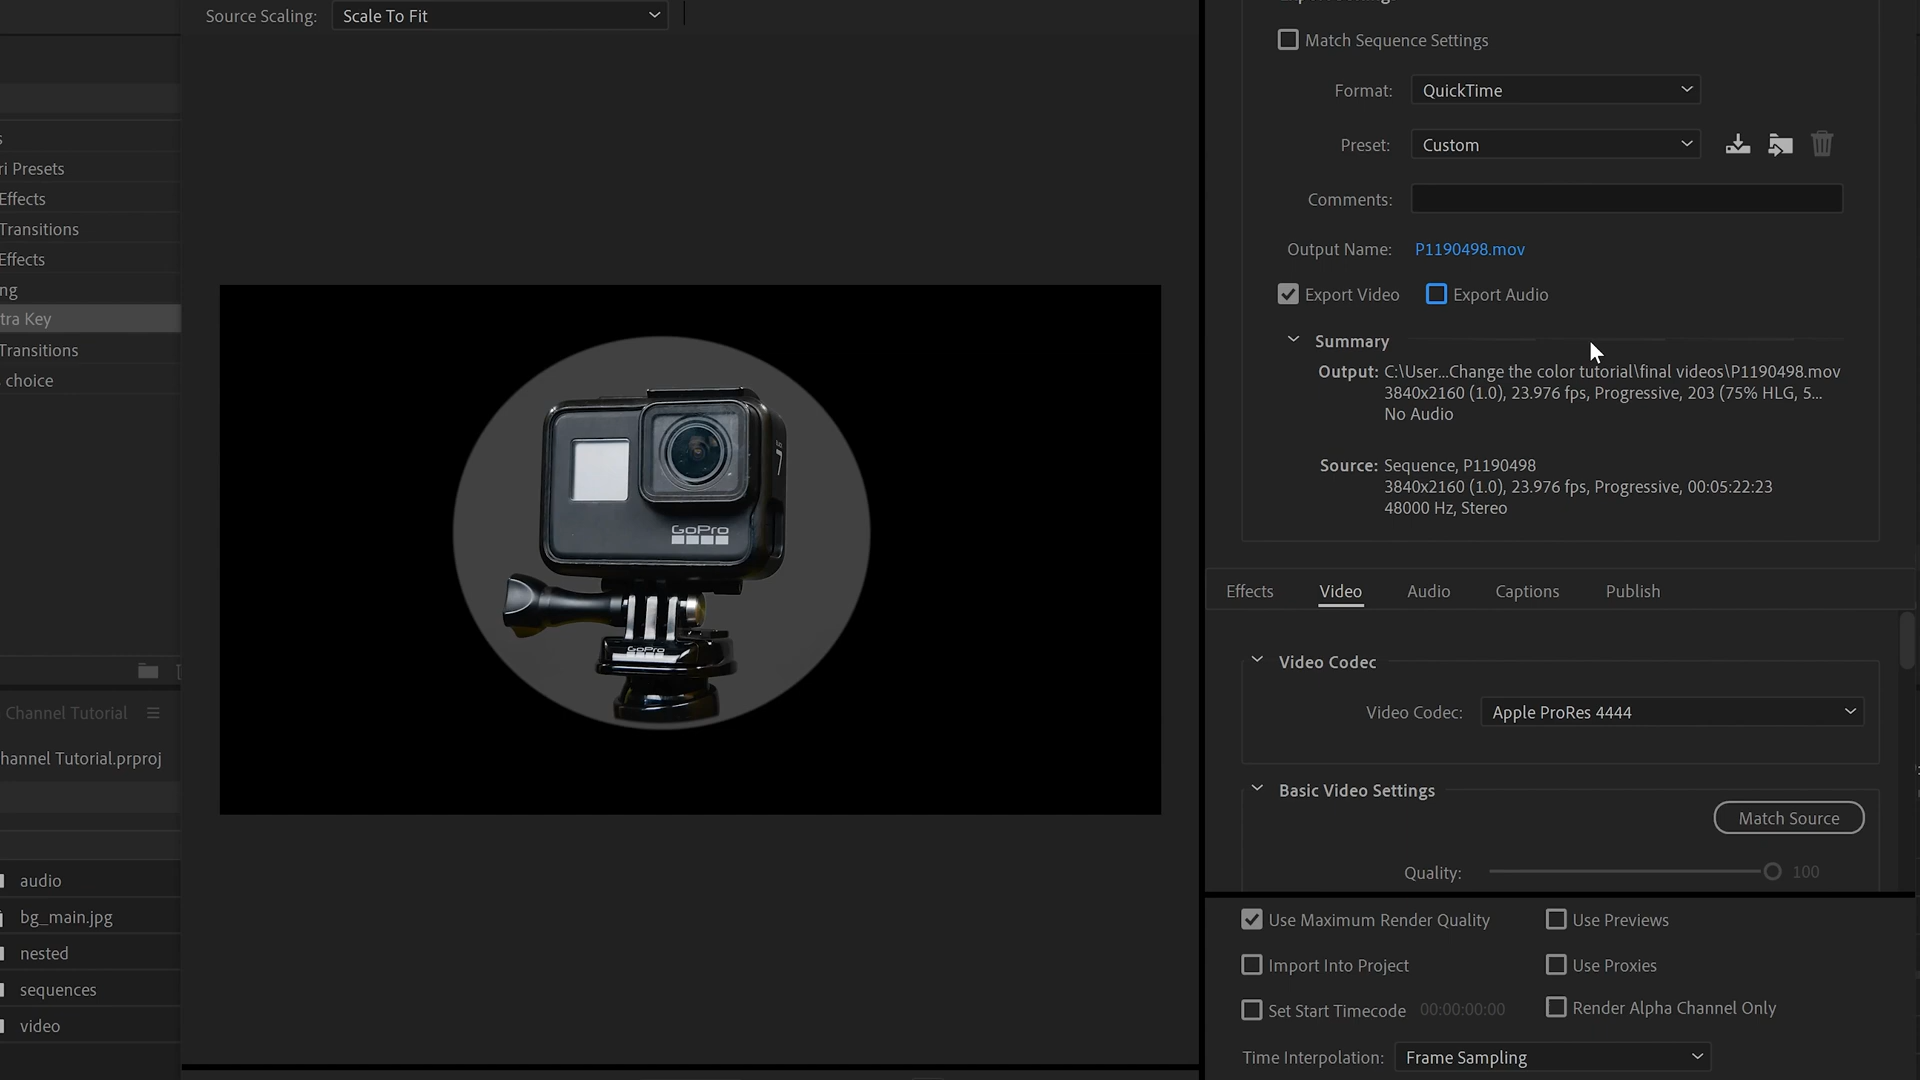 Source Scaling: Scale To Fit
Match Sequence Settings
Format: QuickTime
Preset: Custom
Comments:
Output Name: P1190498.mov
Export Video Export Audio
Summary
Output: C:\User...Change the color tutorial\final videos\P1190498.mov
3840x2160 (1.0), 23.976 fps, Progressive, 203 (75% HLG, 5...
No Audio
Source: Sequence, P1190498
3840x2160 (1.0), 23.976 fps, Progressive, 00:05:22:23
48000 Hz, Stereo
Effects Video Audio Captions Publish
Video Codec
Video Codec: Apple ProRes 4444
Basic Video Settings
Match Source
Quality: 100
Use Maximum Render Quality Use Previews
Import Into Project Use Proxies
Set Start Timecode 00:00:00:00 Render Alpha Channel Only
Time Interpolation: Frame Sampling
s
ri Presets
Effects
Transitions
Effects
ng
tra Key
Transitions
choice
Channel Tutorial
hannel Tutorial.prproj
audio
bg_main.jpg
nested
sequences
video
GoPro
7
GoPro